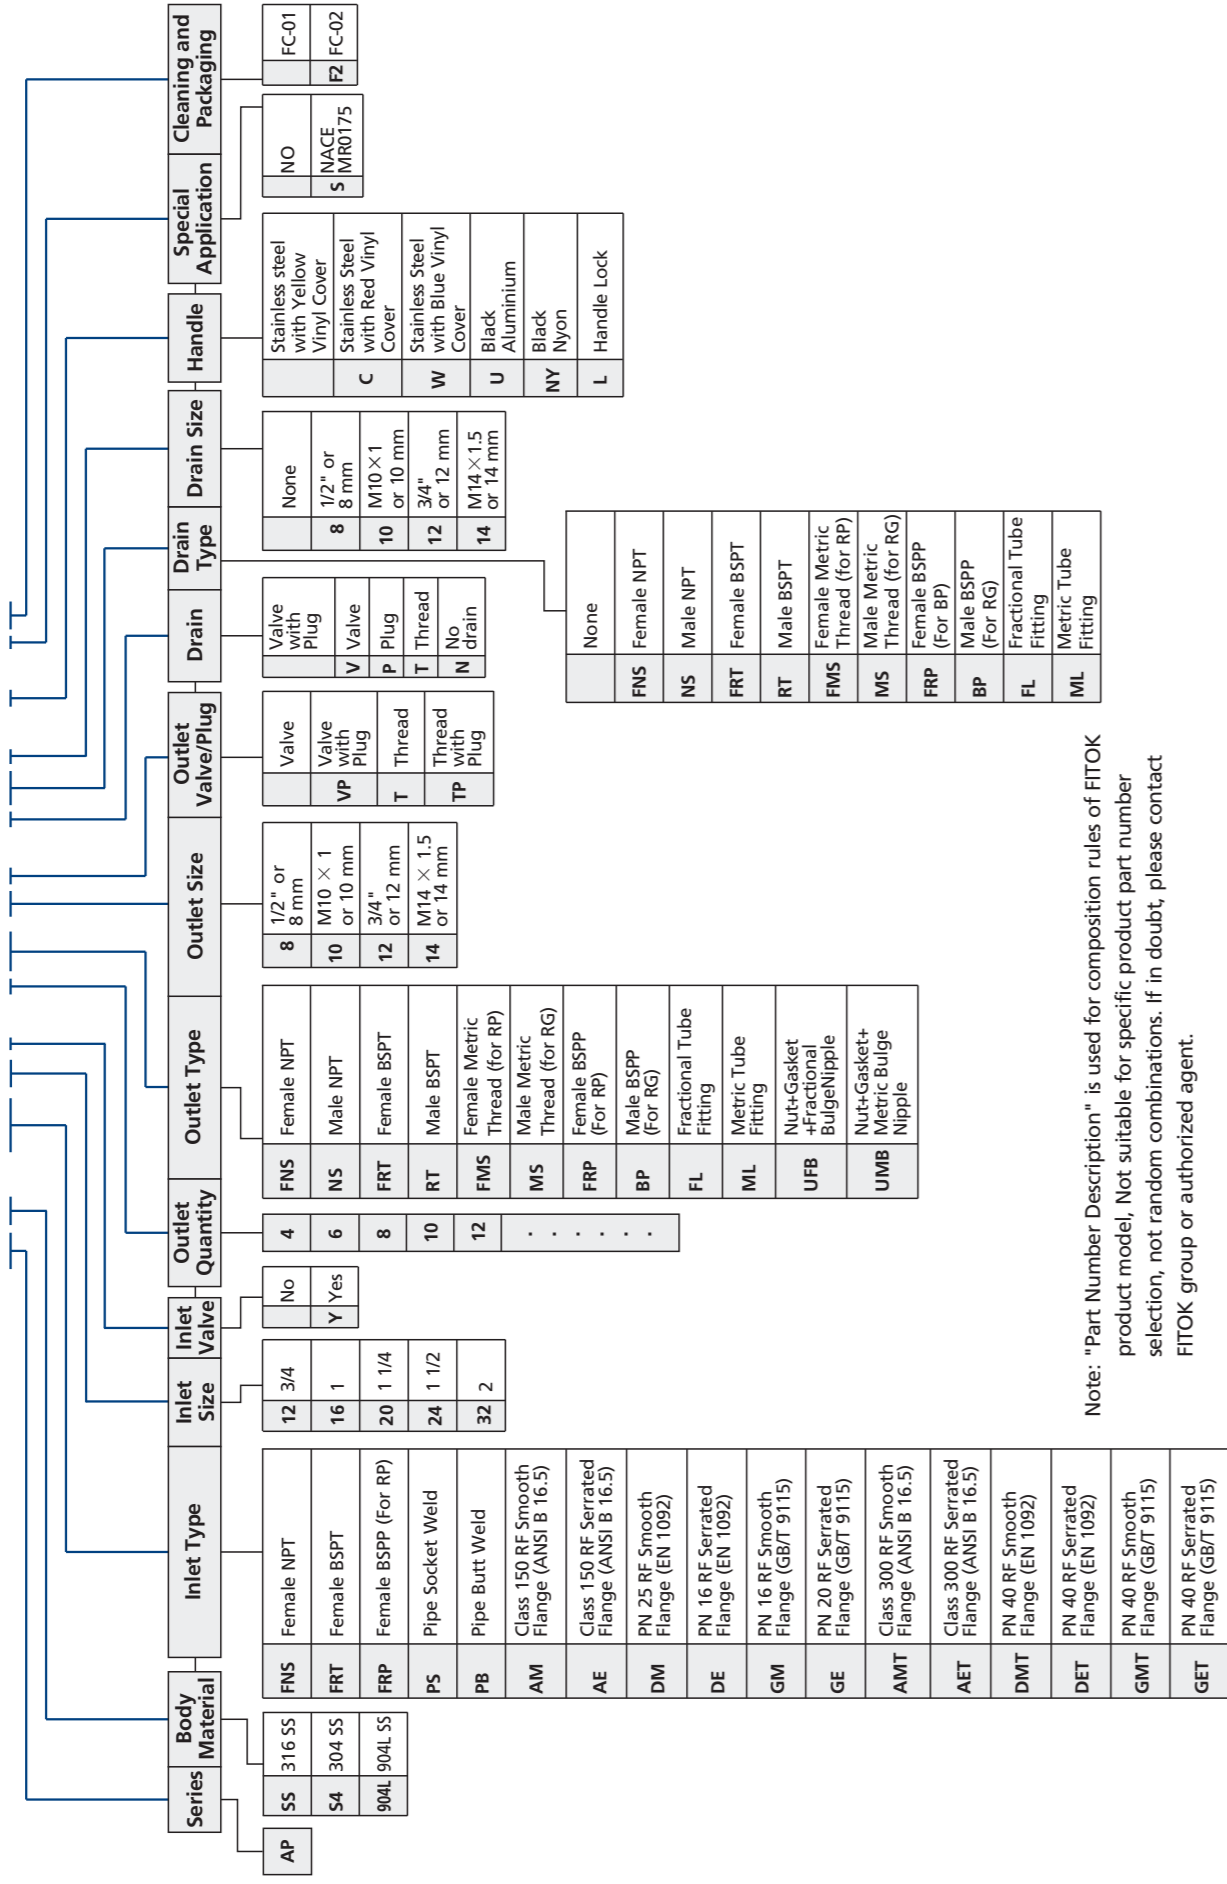 Series
Body
Material
Inlet Type
Inlet
Size
Inlet
Valve
Outlet
Quantity
Outlet Type
Outlet Size
Outlet
Valve/Plug
Drain
Drain
Type
Drain Size
Handle
Special
Application
Cleaning and
Packaging
AP
SS 316 SS
S4 304 SS
904L 904L SS
FNS Female NPT
FRT Female BSPT
FRP Female BSPP (For RP)
PS Pipe Socket Weld
PB Pipe Butt Weld
AM Class 150 RF Smooth
Flange (ANSI B 16.5)
AE Class 150 RF Serrated
Flange (ANSI B 16.5)
DM PN 25 RF Smooth
Flange (EN 1092)
DE PN 16 RF Serrated
Flange (EN 1092)
GM PN 16 RF Smooth
Flange (GB/T 9115)
GE PN 20 RF Serrated
Flange (GB/T 9115)
AMT Class 300 RF Smooth
Flange (ANSI B 16.5)
AET Class 300 RF Serrated
Flange (ANSI B 16.5)
DMT PN 40 RF Smooth
Flange (EN 1092)
DET PN 40 RF Serrated
Flange (EN 1092)
GMT PN 40 RF Smooth
Flange (GB/T 9115)
GET PN 40 RF Serrated
Flange (GB/T 9115)
12 3/4
16 1
20 1 1/4
24 1 1/2
32 2
No
Y Yes
4
6
8
10
12
. . . . . .
FNS Female NPT
NS Male NPT
FRT Female BSPT
RT Male BSPT
FMS Female Metric
Thread (for RP)
MS Male Metric
Thread (for RG)
FRP Female BSPP
(For RP)
BP Male BSPP
(For RG)
FL Fractional Tube
Fitting
ML Metric Tube
Fitting
UFB Nut+Gasket
+Fractional
BulgeNipple
UMB Nut+Gasket+
Metric Bulge
Nipple
8 1/2" or
8 mm
10 M10 × 1
or 10 mm
12 3/4"
or 12 mm
14 M14 × 1.5
or 14 mm
Valve
VP Valve
with
Plug
T Thread
TP Thread
with
Plug
Valve
with
Plug
V Valve
P Plug
T Thread
N No
drain
None
FNS Female NPT
NS Male NPT
FRT Female BSPT
RT Male BSPT
FMS Female Metric
Thread (for RP)
MS Male Metric
Thread (for RG)
FRP Female BSPP
(For BP)
BP Male BSPP
(For RG)
FL Fractional Tube
Fitting
ML Metric Tube
Fitting
None
8 1/2" or
8 mm
10 M10×1
or 10 mm
12 3/4"
or 12 mm
14 M14×1.5
or 14 mm
Stainless steel
with Yellow
Vinyl Cover
C Stainless Steel
with Red Vinyl
Cover
W Stainless Steel
with Blue Vinyl
Cover
U Black
Aluminium
NY Black
Nyon
L Handle Lock
NO
S NACE
MR0175
FC-01
F2 FC-02
Note: "Part Number Description" is used for composition rules of FITOK
product model, Not suitable for specific product part number
selection, not random combinations. If in doubt, please contact
FITOK group or authorized agent.